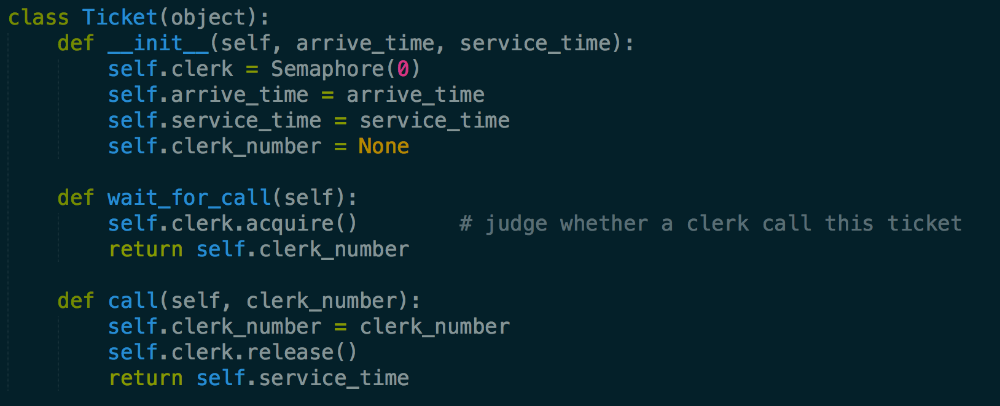 class Ticket(object):
    def __init__(self, arrive_time, service_time):
        self.clerk = Semaphore(0)
        self.arrive_time = arrive_time
        self.service_time = service_time
        self.clerk_number = None
    def wait_for_call(self):
        self.clerk.acquire()        # judge whether a clerk call this ticket
        return self.clerk_number
    def call(self, clerk_number):
        self.clerk_number = clerk_number
        self.clerk.release()
        return self.service_time